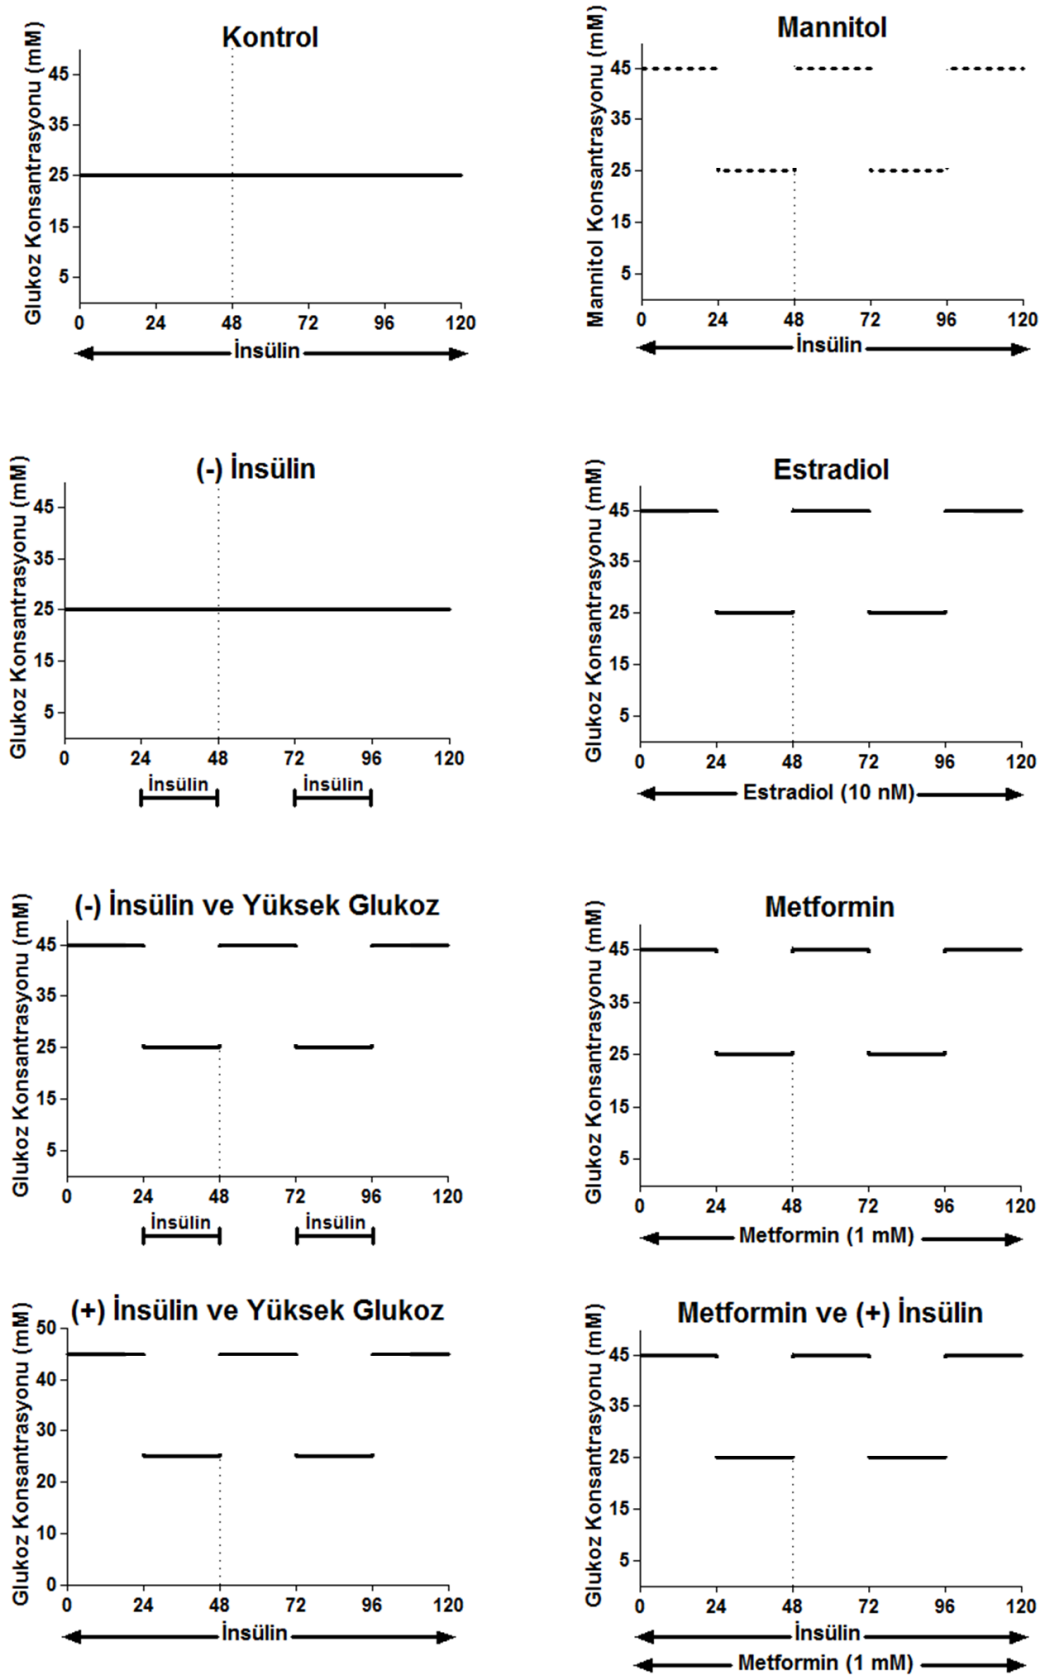 Kontrol
Glukoz Konsantrasyonu (mM)
45
35
25
15
5
0 24 48 72 96 120
İnsülin
Mannitol
Mannitol Konsantrasyonu (mM)
45
35
25
15
5
0 24 48 72 96 120
İnsülin
(-) İnsülin
Glukoz Konsantrasyonu (mM)
45
35
25
15
5
0 24 48 72 96 120
İnsülin İnsülin
Estradiol
Glukoz Konsantrasyonu (mM)
45
35
25
15
5
0 24 48 72 96 120
Estradiol (10 nM)
(-) İnsülin ve Yüksek Glukoz
Glukoz Konsantrasyonu (mM)
45
35
25
15
5
0 24 48 72 96 120
İnsülin İnsülin
Metformin
Glukoz Konsantrasyonu (mM)
45
35
25
15
5
0 24 48 72 96 120
Metformin (1 mM)
(+) İnsülin ve Yüksek Glukoz
Glukoz Konsantrasyonu (mM)
50
40
30
20
10
0
0 24 48 72 96 120
İnsülin
Metformin ve (+) İnsülin
Glukoz Konsantrasyonu (mM)
45
35
25
15
5
0 24 48 72 96 120
İnsülin
Metformin (1 mM)